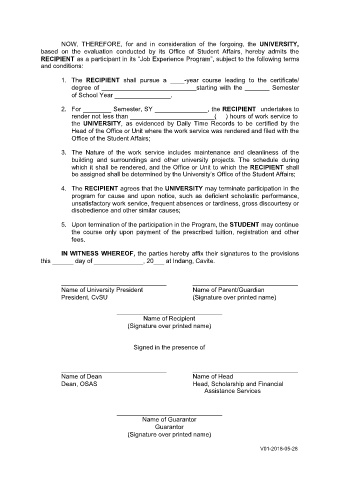 NOW, THEREFORE, for and in consideration of the forgoing, the UNIVERSITY,
based on the evaluation conducted by its Office of Student Affairs, hereby admits the
RECIPIENT as a participant in its "Job Experience Program", subject to the following terms
and conditions:
1. The RECIPIENT shall pursue a ____-year course leading to the certificate/
degree of ____________________________starting with the _______ Semester
of School Year ________________.
2. For ________ Semester, SY ________________, the RECIPIENT undertakes to
render not less than ________________________( ) hours of work service to
the UNIVERSITY, as evidenced by Daily Time Records to be certified by the
Head of the Office or Unit where the work service was rendered and filed with the
Office of the Student Affairs;
3. The Nature of the work service includes maintenance and cleanliness of the
building and surroundings and other university projects. The schedule during
which it shall be rendered, and the Office or Unit to which the RECIPIENT shall
be assigned shall be determined by the University's Office of the Student Affairs;
4. The RECIPIENT agrees that the UNIVERSITY may terminate participation in the
program for cause and upon notice, such as deficient scholastic performance,
unsatisfactory work service, frequent absences or tardiness, gross discourtesy or
disobedience and other similar causes;
5. Upon termination of the participation in the Program, the STUDENT may continue
the course only upon payment of the prescribed tuition, registration and other
fees.
IN WITNESS WHEREOF, the parties hereby affix their signatures to the provisions
this ______ day of _______________, 20___ at Indang, Cavite.
Name of University President Name of Parent/Guardian
President, CvSU (Signature over printed name)
Name of Recipient
(Signature over printed name)
Signed in the presence of
Name of Dean Name of Head
Dean, OSAS Head, Scholarship and Financial
Assistance Services
Name of Guarantor
Guarantor
(Signature over printed name)
V01-2018-05-28